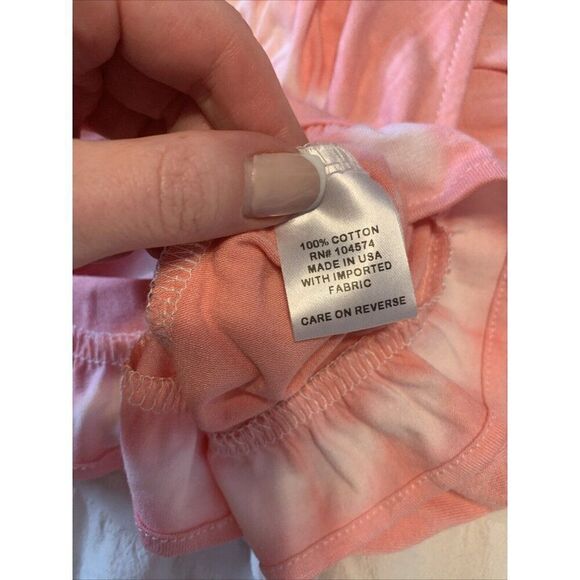 100% COTTON
RN# 104574
MADE IN USA
WITH IMPORTED
FABRIC
CARE ON REVERSE